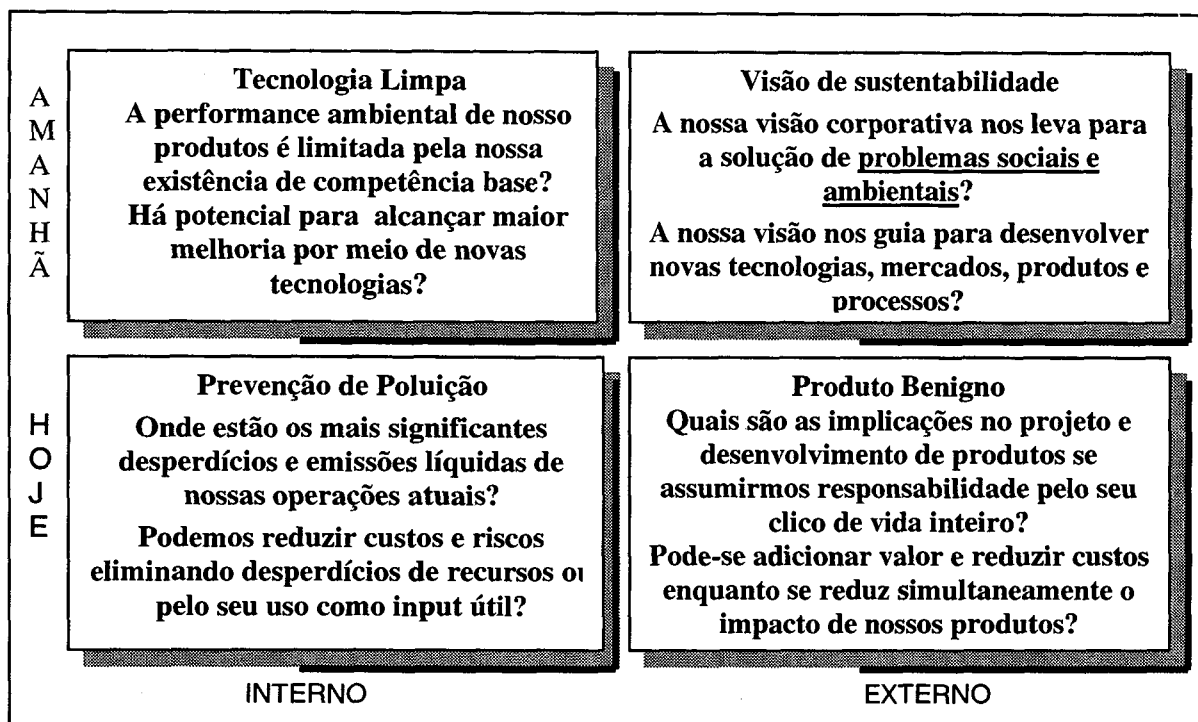 AMANHÃ
Tecnologia Limpa
A performance ambiental de nosso
produtos é limitada pela nossa
existência de competência base?
Há potencial para alcançar maior
melhoria por meio de novas
tecnologias?
Visão de sustentabilidade
A nossa visão corporativa nos leva para
a solução de problemas sociais e
ambientais?
A nossa visão nos guia para desenvolver
novas tecnologias, mercados, produtos e
processos?
HOJE
Prevenção de Poluição
Onde estão os mais significantes
desperdícios e emissões líquidas de
nossas operações atuais?
Podemos reduzir custos e riscos
eliminando desperdícios de recursos ou
pelo seu uso como input útil?
Produto Benigno
Quais são as implicações no projeto e
desenvolvimento de produtos se
assumirmos responsabilidade pelo seu
clico de vida inteiro?
Pode-se adicionar valor e reduzir custos
enquanto se reduz simultaneamente o
impacto de nossos produtos?
INTERNO
EXTERNO